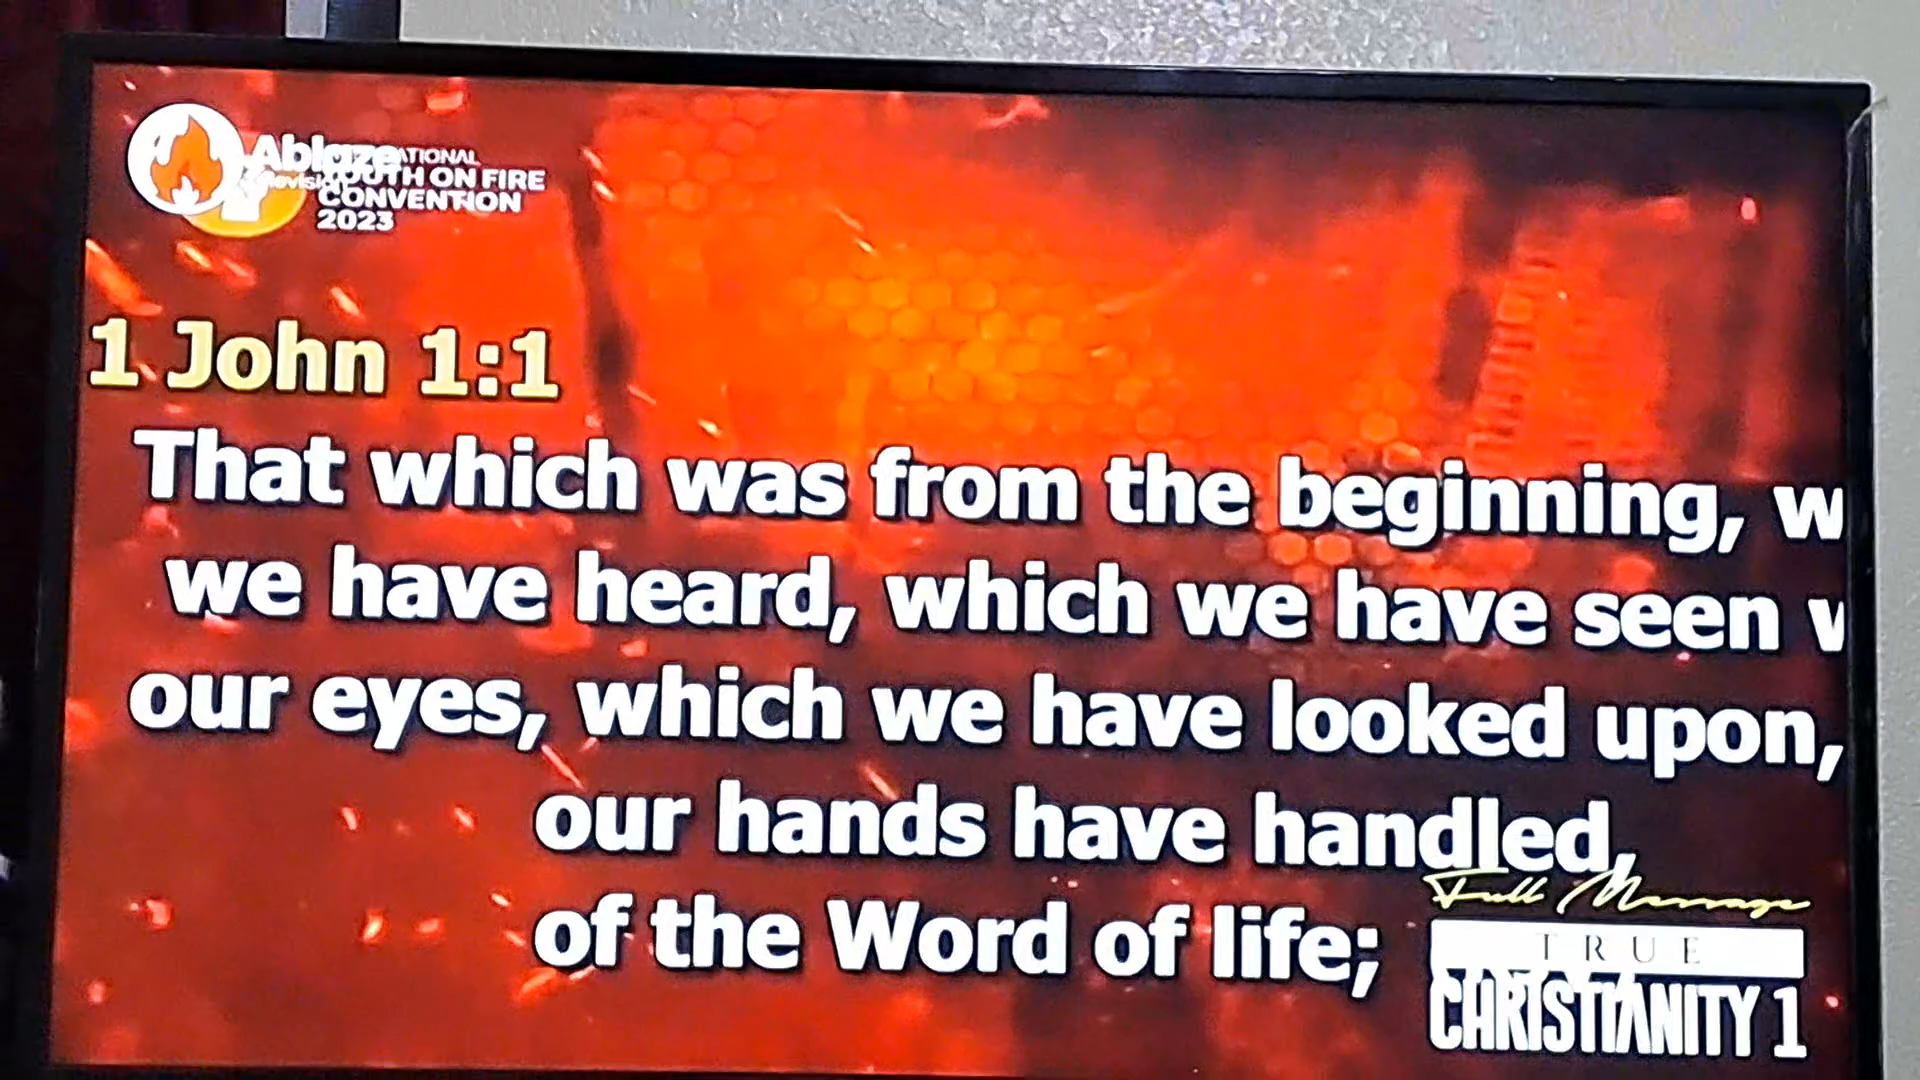 Ablaze
ATIONAL
YOUTH ON FIRE
CONVENTION
2023
1 John 1:1
That which was from the beginning, w
we have heard, which we have seen w
our eyes, which we have looked upon,
our hands have handled,
of the Word of life;
Full Message
TRUE
CHRISTIANITY 1